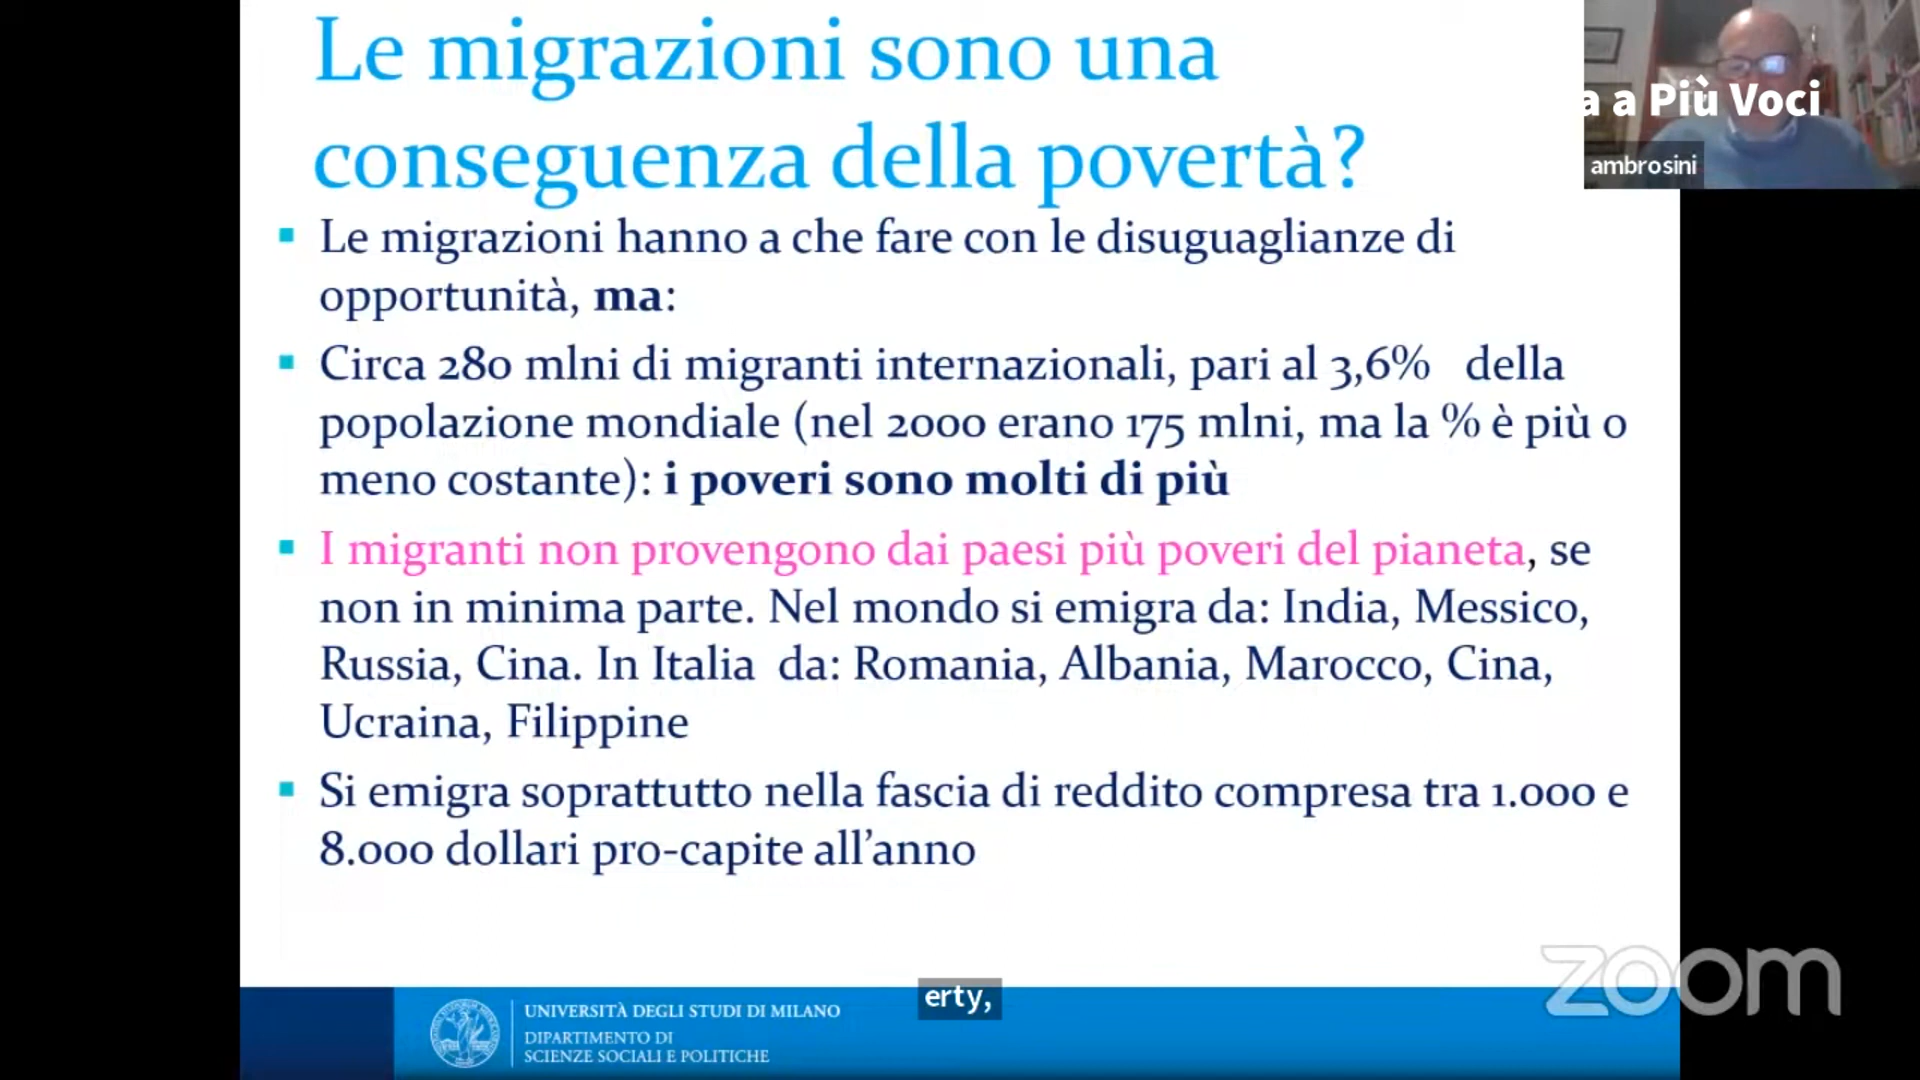 Le migrazioni sono una
conseguenza della povertà?
Le migrazioni hanno a che fare con le disuguaglianze di
opportunità, ma:
Circa 280 mlni di migranti internazionali, pari al 3,6% della
popolazione mondiale (nel 2000 erano 175 mlni, ma la % è più o
meno costante): i poveri sono molti di più
I migranti non provengono dai paesi più poveri del pianeta, se
non in minima parte. Nel mondo si emigra da: India, Messico,
Russia, Cina. In Italia da: Romania, Albania, Marocco, Cina,
Ucraina, Filippine
Si emigra soprattutto nella fascia di reddito compresa tra 1.000 e
8.000 dollari pro-capite all'anno
a a Più Voci
ambrosini
erty,
UNIVERSITÀ DEGLI STUDI DI MILANO
DIPARTIMENTO DI
SCIENZE SOCIALI E POLITICHE
zoom